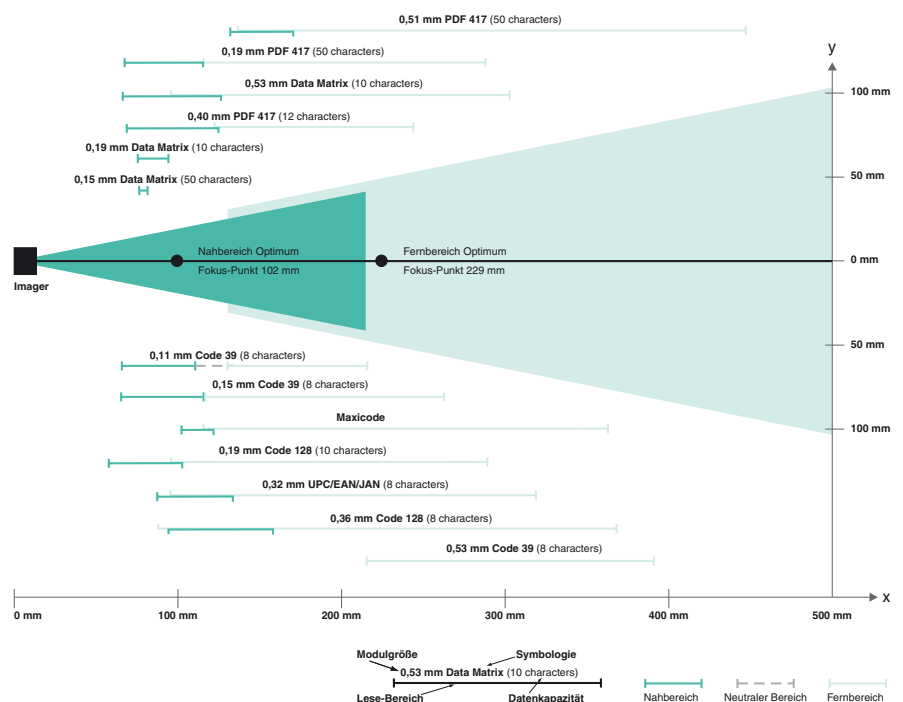 0,51 mm PDF 417 (50 characters)
0,19 mm PDF 417 (50 characters)
y
0,53 mm Data Matrix (10 characters)
100 mm
0,40 mm PDF 417 (12 characters)
0,19 mm Data Matrix (10 characters)
0,15 mm Data Matrix (50 characters)
50 mm
Nahbereich Optimum
Fernbereich Optimum
0 mm
Fokus-Punkt 102 mm
Fokus-Punkt 229 mm
Imager
50 mm
0,11 mm Code 39 (8 characters)
0,15 mm Code 39 (8 characters)
Maxicode
100 mm
0,19 mm Code 128 (10 characters)
0,32 mm UPC/EAN/JAN (8 characters)
0,36 mm Code 128 (8 characters)
0,53 mm Code 39 (8 characters)
x
0 mm
100 mm
200 mm
300 mm
400 mm
500 mm
Modulgröße
Symbologie
0,53 mm Data Matrix (10 characters)
Lese-Bereich
Datenkapazität
Nahbereich
Neutraler Bereich
Fernbereich